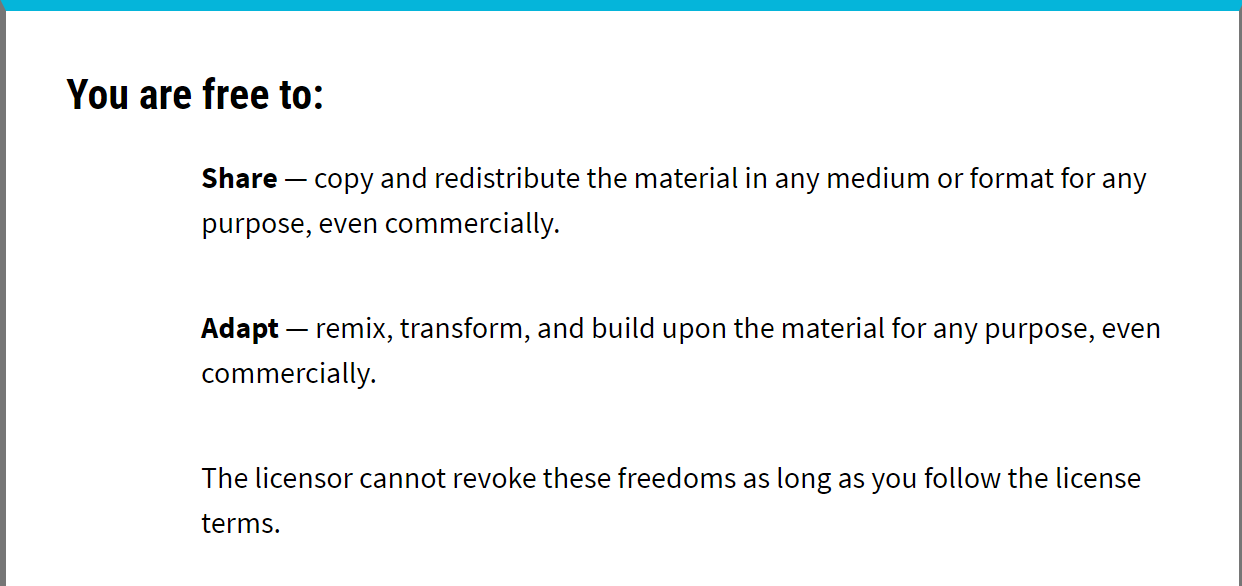 You are free to:
Share — copy and redistribute the material in any medium or format for any
purpose, even commercially.
Adapt — remix, transform, and build upon the material for any purpose, even
commercially.
The licensor cannot revoke these freedoms as long as you follow the license
terms.